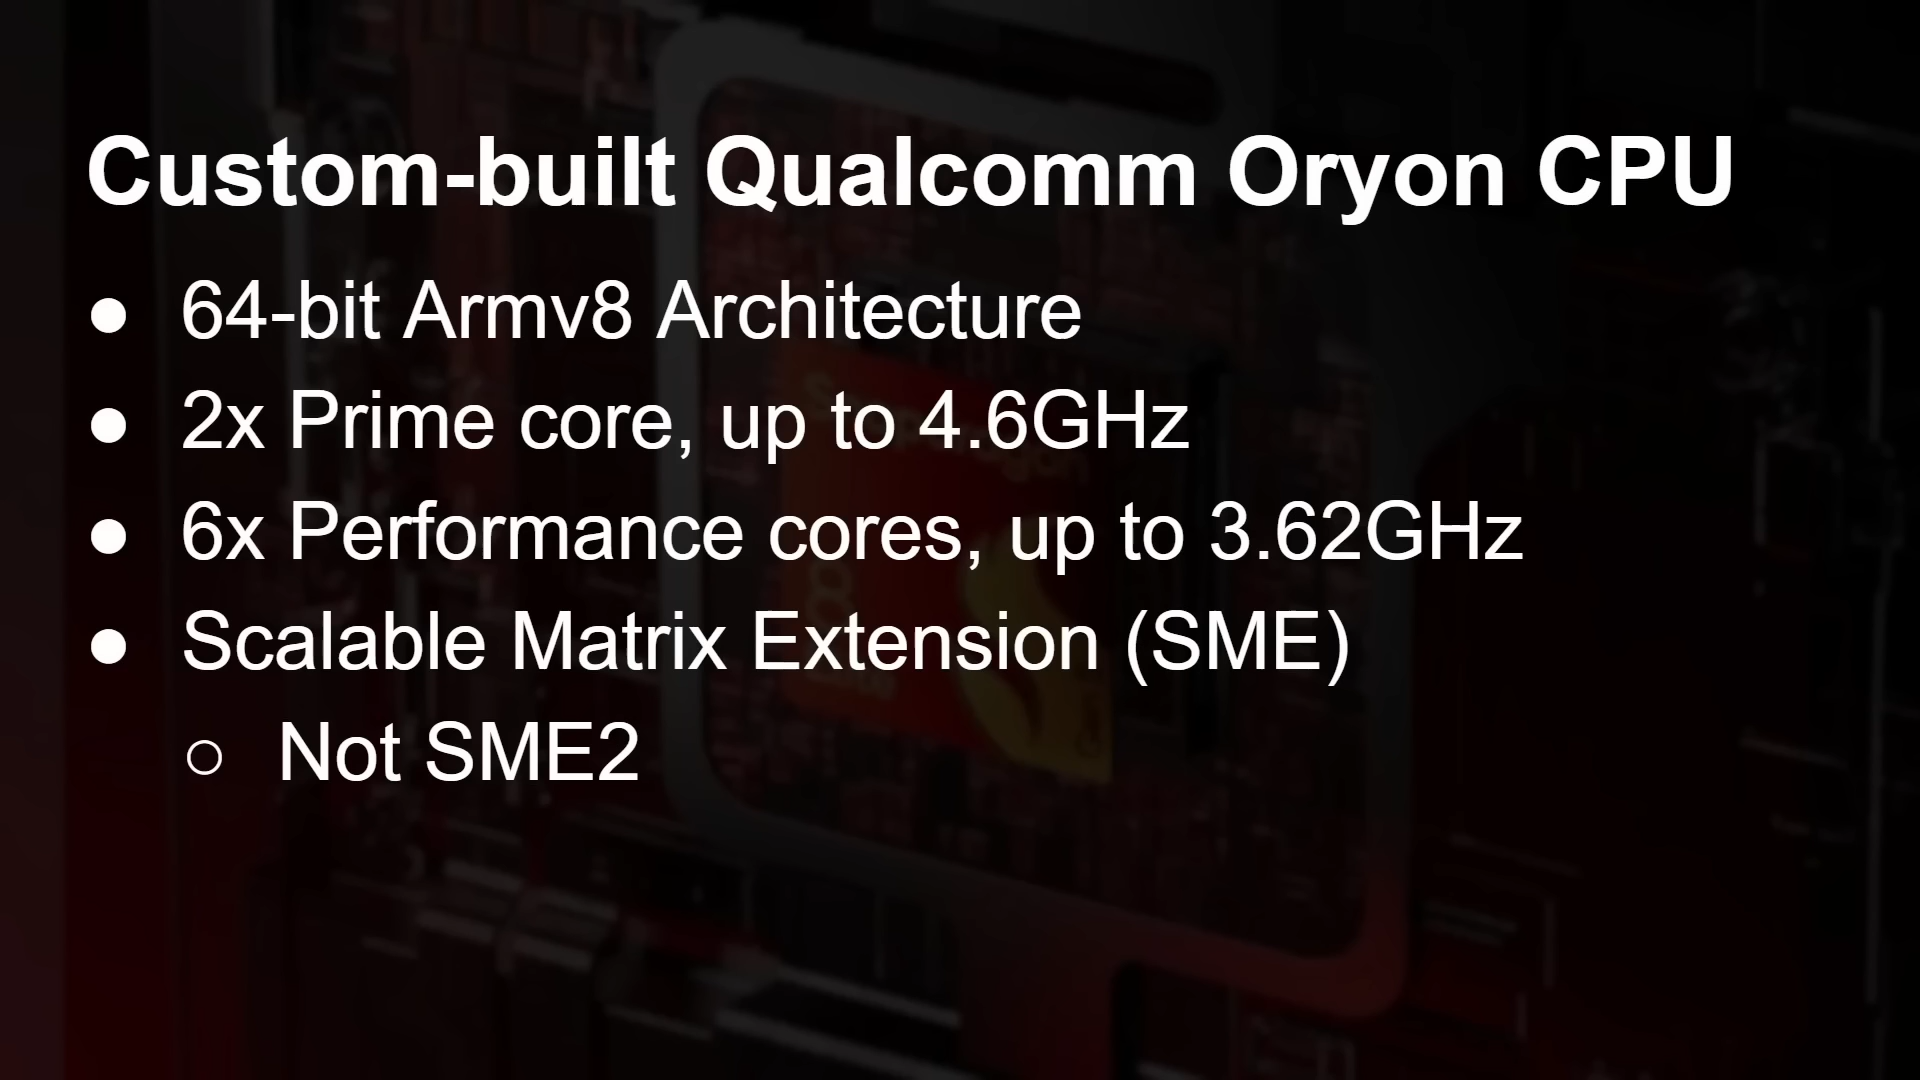 Custom-built Qualcomm Oryon CPU
● 64-bit Armv8 Architecture
● 2x Prime core, up to 4.6GHz
● 6x Performance cores, up to 3.62GHz
● Scalable Matrix Extension (SME)
○ Not SME2